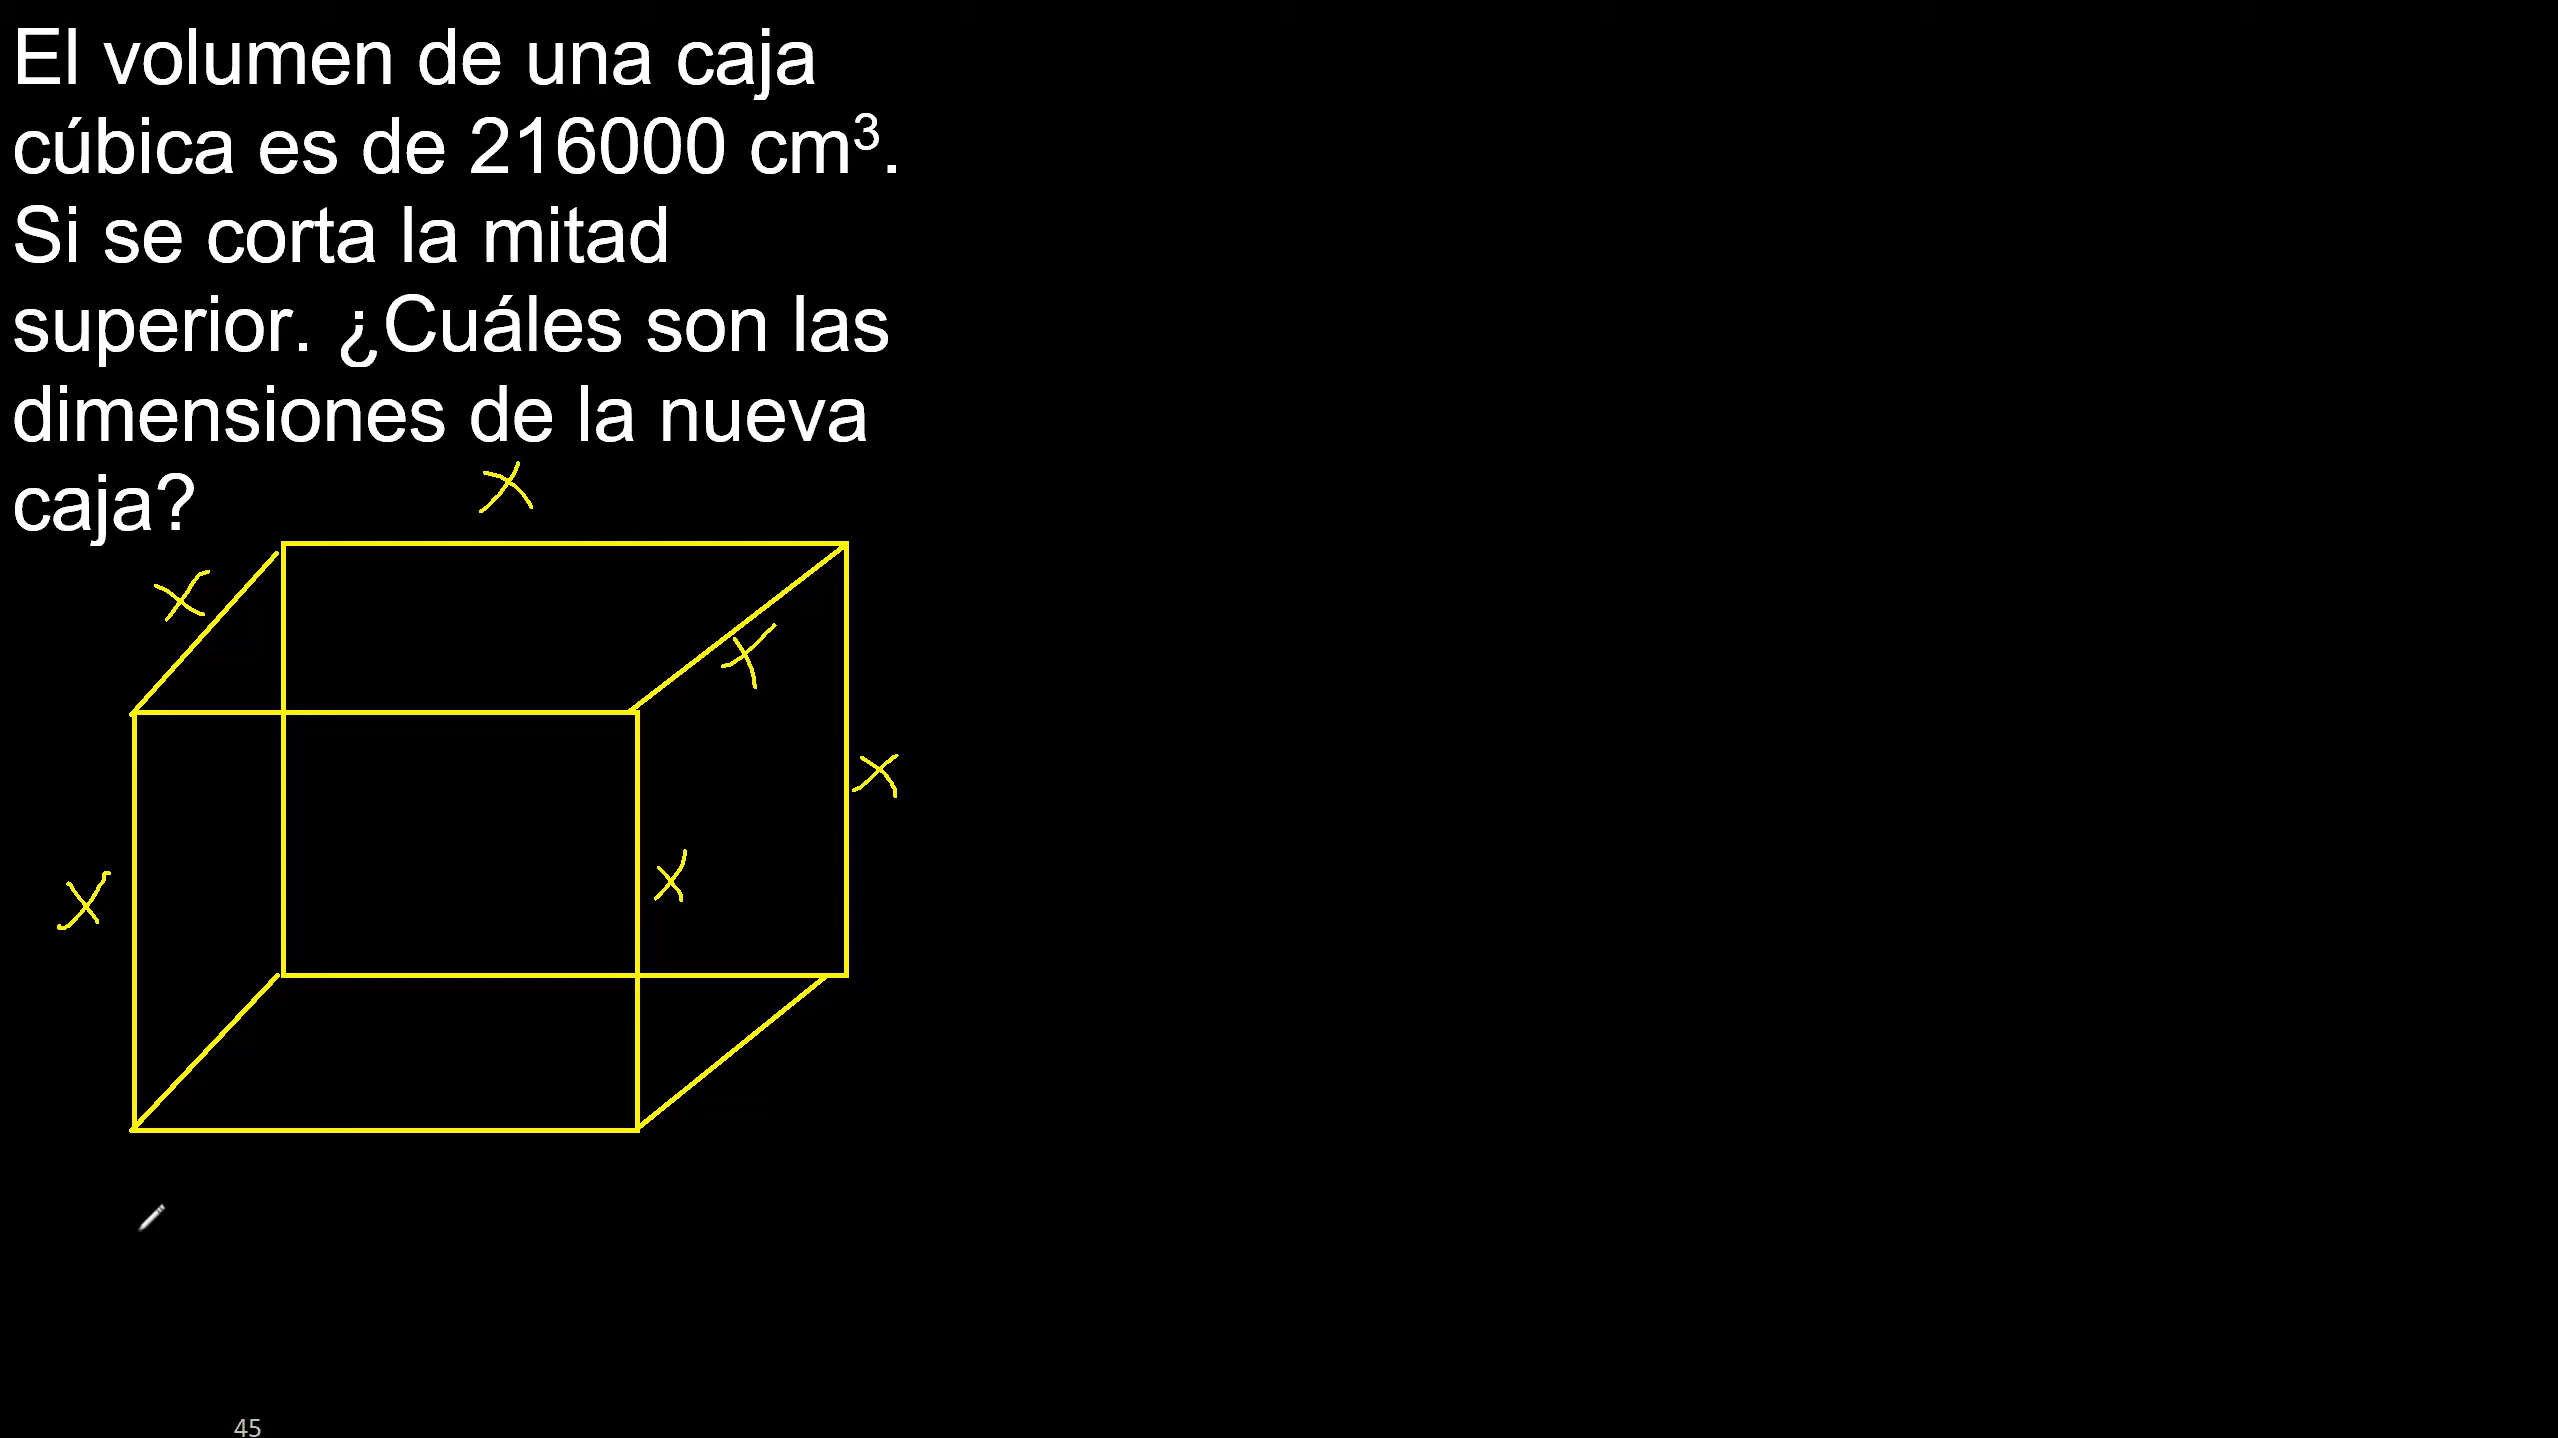 El volumen de una caja
cúbica es de 216000 cm³.
Si se corta la mitad
superior. ¿Cuáles son las
dimensiones de la nueva
caja?
x
x
x
x
x
x
45